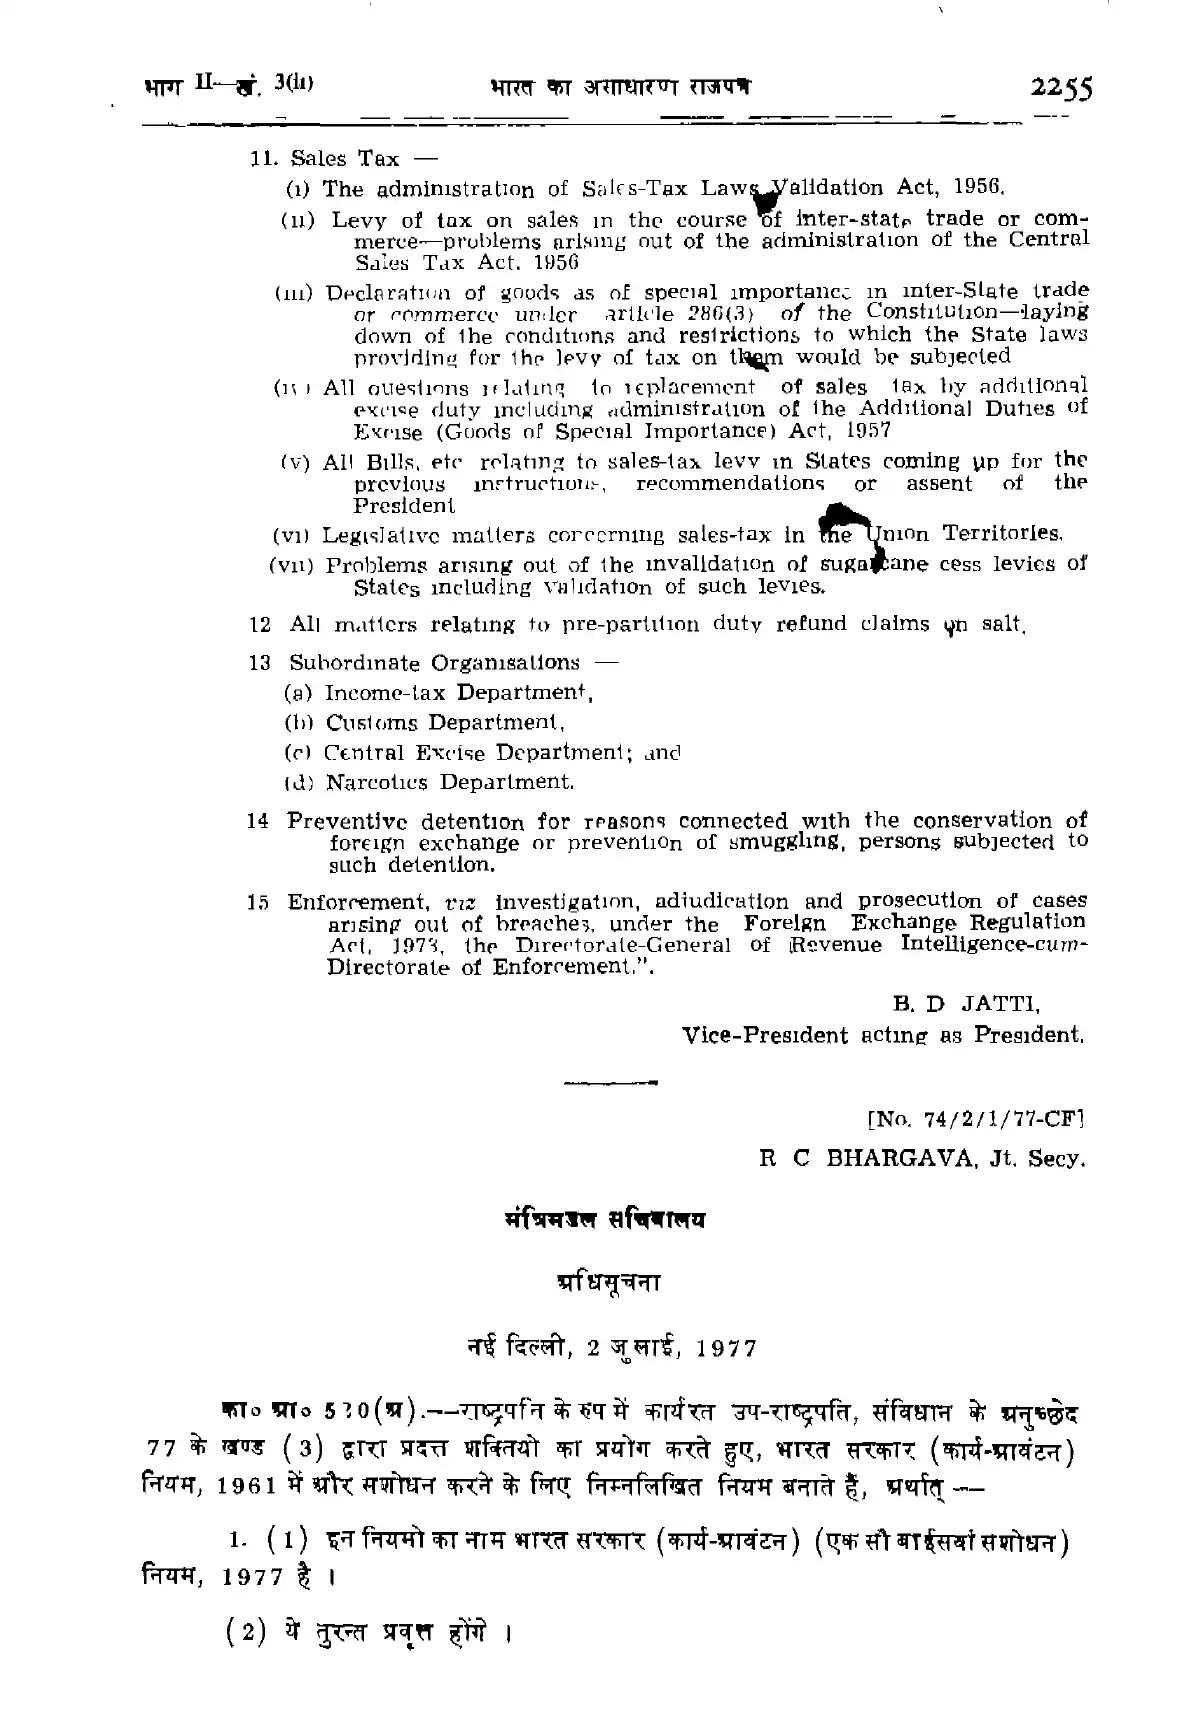 भाग II—खं. 3(ii) भारत का असाधारण राजपत्र 2255
11. Sales Tax —
(i) The administration of Sales-Tax Laws Validation Act, 1956.
(ii) Levy of tax on sales in the course of inter-state trade or com-
merce—problems arising out of the administration of the Central
Sales Tax Act, 1956
(iii) Declaration of goods as of special importance in inter-State trade
or commerce under article 286(3) of the Constitution—laying
down of the conditions and restrictions to which the State laws
providing for the levy of tax on them would be subjected
(iv) All questions relating to replacement of sales tax by additional
excise duty including administration of the Additional Duties of
Excise (Goods of Special Importance) Act, 1957
(v) All Bills, etc relating to sales-tax levy in States coming up for the
previous instructions, recommendations or assent of the
President
(vi) Legislative matters concerning sales-tax in the Union Territories.
(vii) Problems arising out of the invalidation of sugarcane cess levies of
States including validation of such levies.
12 All matters relating to pre-partition duty refund claims on salt.
13 Subordinate Organisations —
(a) Income-tax Department,
(b) Customs Department,
(c) Central Excise Department; and
(d) Narcotics Department.
14 Preventive detention for reasons connected with the conservation of
foreign exchange or prevention of smuggling, persons subjected to
such detention.
15 Enforcement, viz investigation, adjudication and prosecution of cases
arising out of breaches, under the Foreign Exchange Regulation
Act, 1973, the Directorate-General of Revenue Intelligence-cum-
Directorate of Enforcement.".
B. D JATTI,
Vice-President acting as President.
[No. 74/2/1/77-CF]
R C BHARGAVA, Jt. Secy.
मंत्रिमंडल सचिवालय
अधिसूचना
नई दिल्ली, 2 जुलाई, 1977
का० आ० 520(अ).——राष्ट्रपति के रुप में कार्यरत उप-राष्ट्रपति, संविधान के अनुच्छेद
77 के खण्ड (3) द्वारा प्रदत्त शक्तियों का प्रयोग करते हुए, भारत सरकार (कार्य-आवंटन)
नियम, 1961 में और संशोधन करने के लिए निम्नलिखित नियम बनाते हैं, अर्थात् ——
1. (1) इन नियमों का नाम भारत सरकार (कार्य-आवंटन) (एक सौ बाईसवां संशोधन)
नियम, 1977 है ।
(2) ये तुरन्त प्रवृत्त होंगे ।